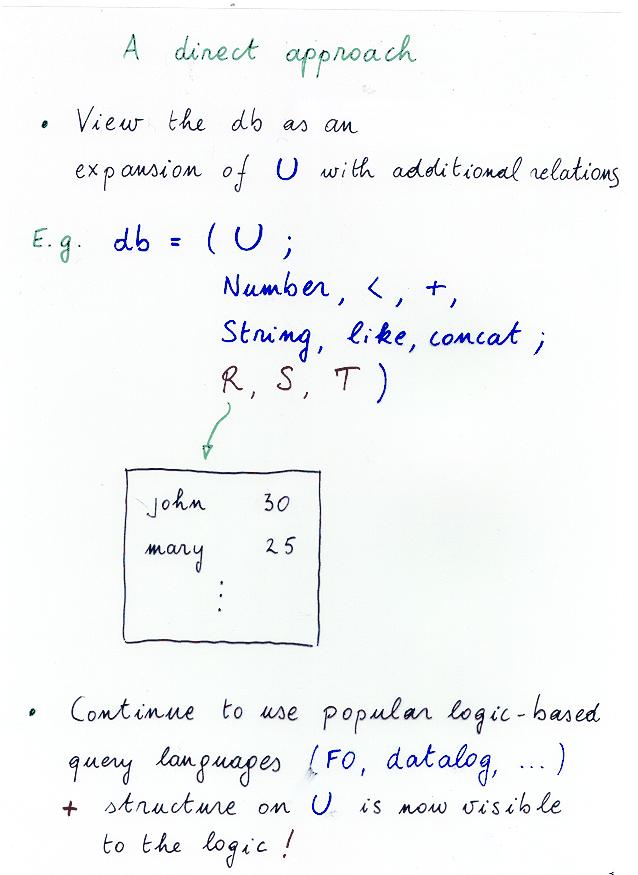 A direct approach
• View the db as an
expansion of U with additional relations
E.g. db = ( U ;
Number, <, +,
String, like, concat ;
R, S, T )
john 30
mary 25
⋮
• Continue to use popular logic-based
query languages (FO, datalog, ...)
+ structure on U is now visible
to the logic !